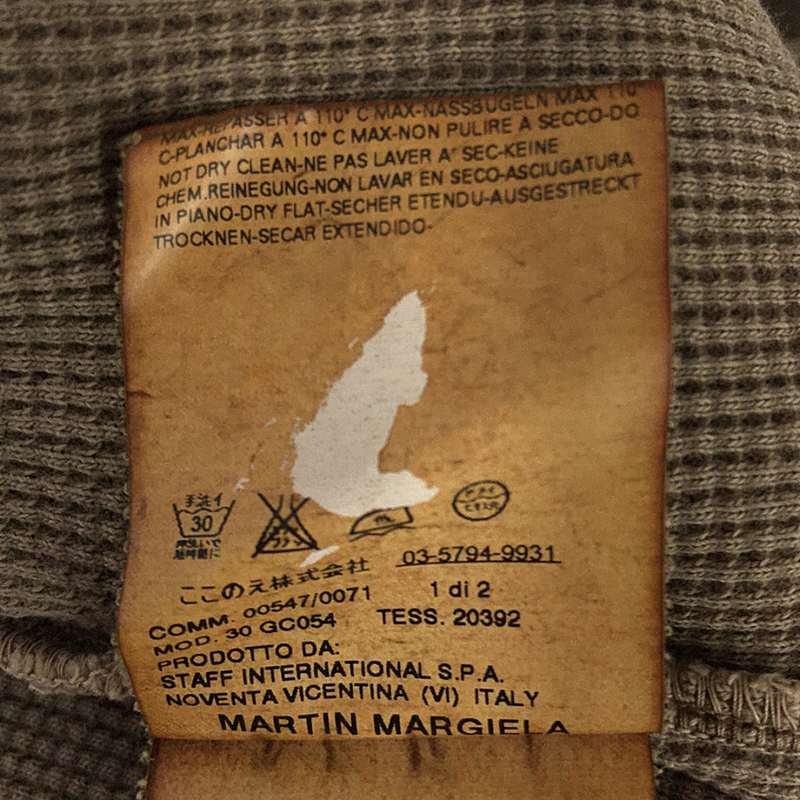 MAX-REPASSER A 110° C MAX-NASSBUGELN MAX 110°
C-PLANCHAR A 110° C MAX-NON PULIRE A SECCO-DO
NOT DRY CLEAN-NE PAS LAVER A' SEC-KEINE
CHEM.REINEGUNG-NON LAVAR EN SECO-ASCIUGATURA
IN PIANO-DRY FLAT-SECHER ETENDU-AUSGESTRECKT
TROCKNEN-SECAR EXTENDIDO-
手洗イ
30
ここのえ株式会社 03-5794-9931
COMM. 00547/0071 1 di 2
MOD. 30 GC054 TESS. 20392
PRODOTTO DA:
STAFF INTERNATIONAL S.P.A.
NOVENTA VICENTINA (VI) ITALY
MARTIN MARGIELA